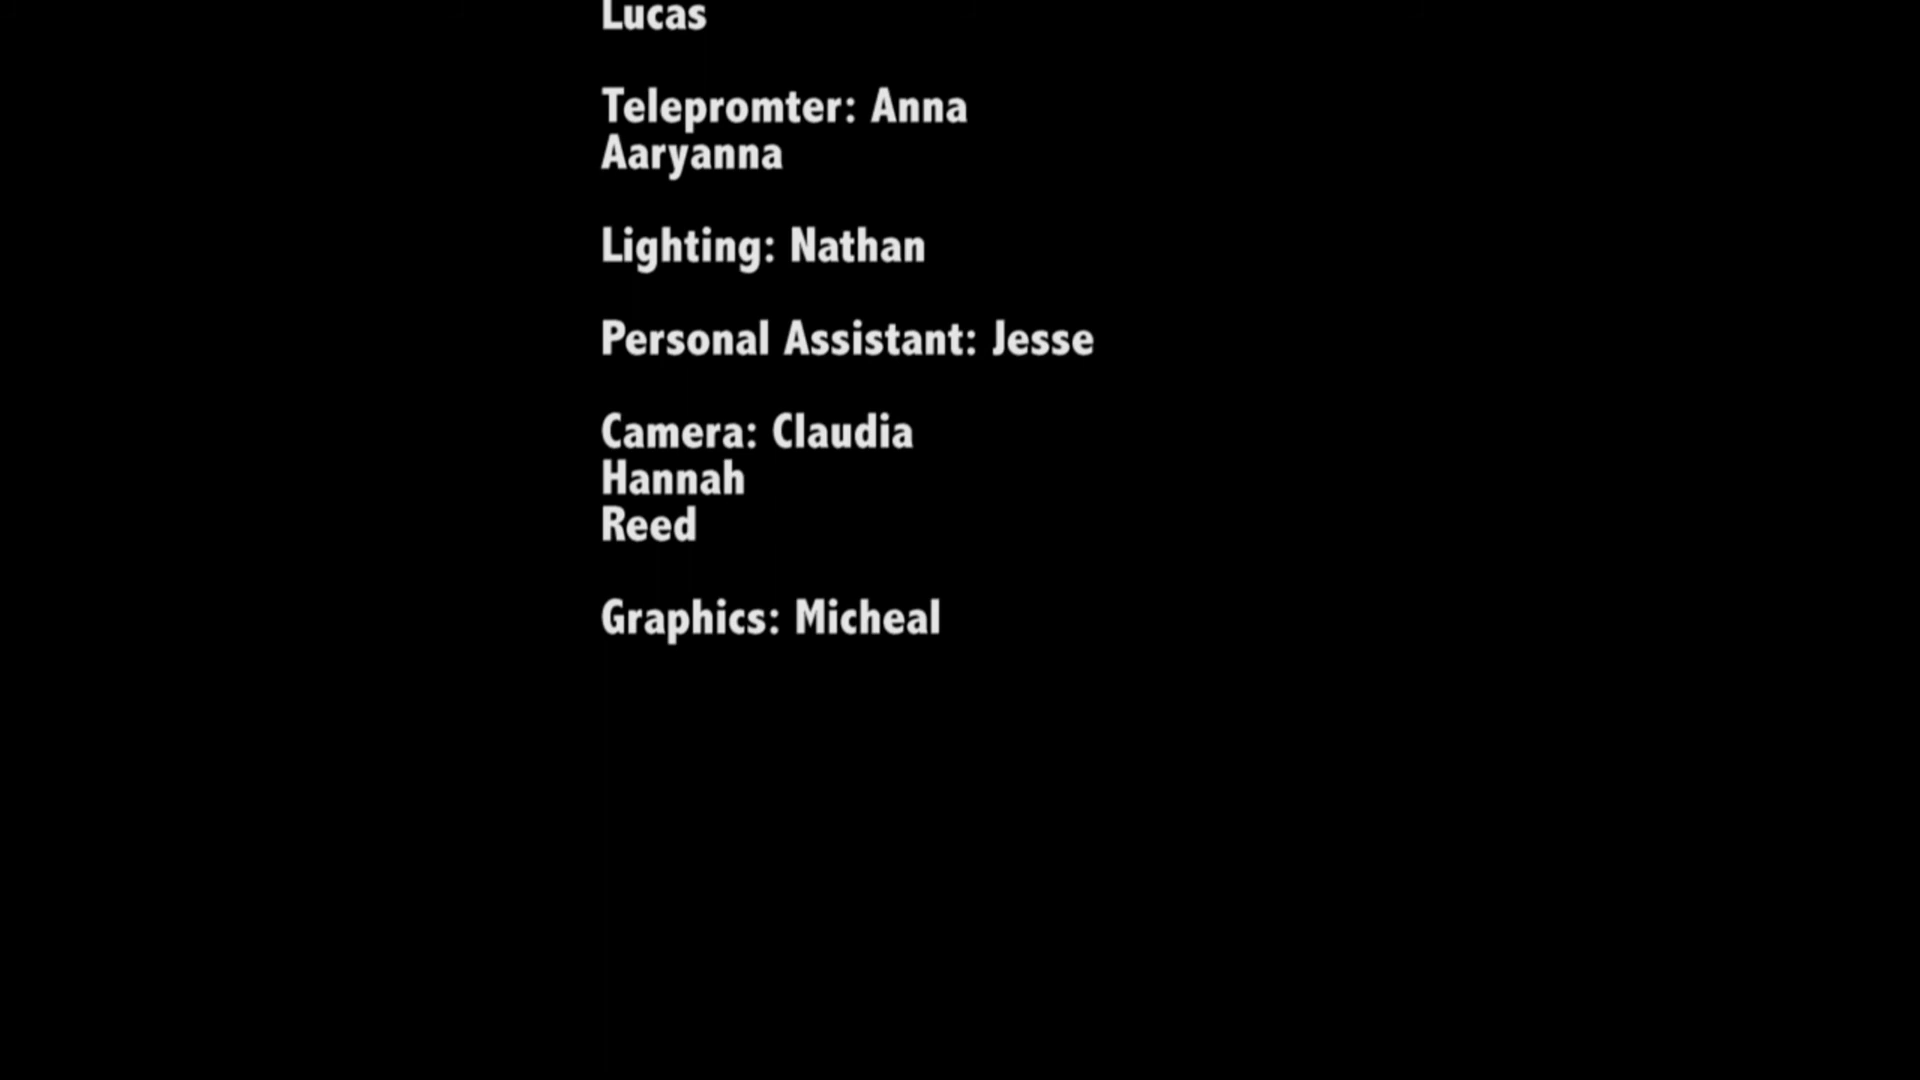 Lucas
Telepromter: Anna
Aaryanna
Lighting: Nathan
Personal Assistant: Jesse
Camera: Claudia
Hannah
Reed
Graphics: Micheal